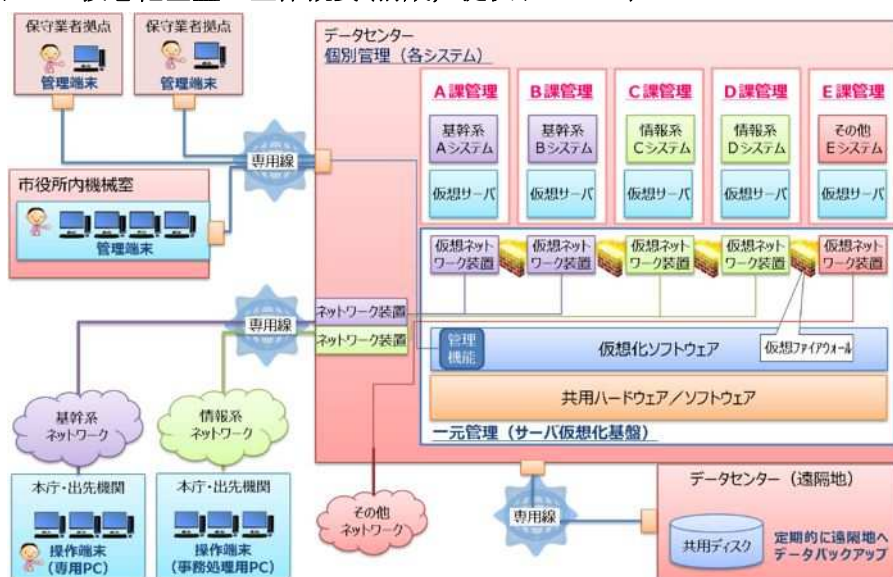 保守業者拠点
管理端末
保守業者拠点
管理端末
専用線
市役所内機械室
管理端末
データセンター
個別管理（各システム）
A課管理
B課管理
C課管理
D課管理
E課管理
基幹系
Aシステム
基幹系
Bシステム
情報系
Cシステム
情報系
Dシステム
その他
Eシステム
仮想サーバ
仮想サーバ
仮想サーバ
仮想サーバ
仮想サーバ
仮想ネット
ワーク装置
仮想ネット
ワーク装置
仮想ネット
ワーク装置
仮想ネット
ワーク装置
仮想ネット
ワーク装置
専用線
ネットワーク装置
ネットワーク装置
管理
機能
仮想化ソフトウェア
仮想ファイアウォール
共用ハードウェア／ソフトウェア
一元管理（サーバ仮想化基盤）
基幹系
ネットワーク
情報系
ネットワーク
その他
ネットワーク
本庁・出先機関
操作端末
（専用PC）
本庁・出先機関
操作端末
（事務処理用PC）
専用線
データセンター（遠隔地）
共用ディスク
定期的に遠隔地へ
データバックアップ